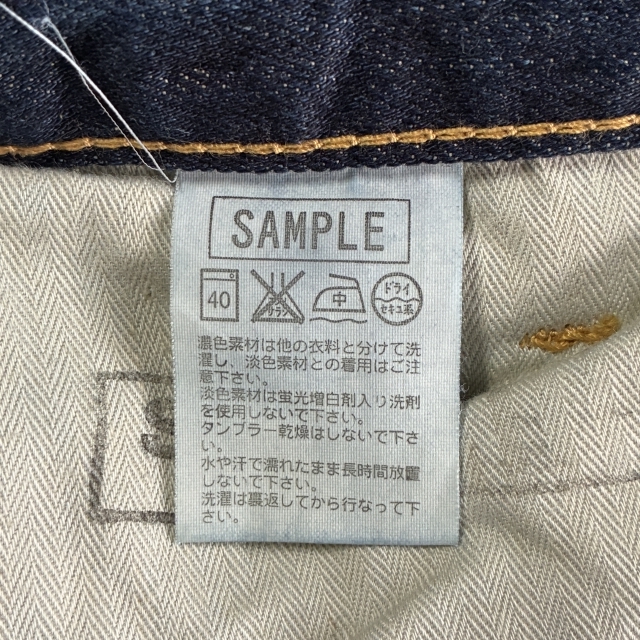 SAMPLE
40 エンソサラシ 中 ドライ セキユ系
濃色素材は他の衣料と分けて洗
濯し、淡色素材との着用はご注
意下さい。
淡色素材は蛍光増白剤入り洗剤
を使用しないで下さい。
タンブラー乾燥はしないで下さ
い。
水や汗で濡れたまま長時間放置
しないで下さい。
洗濯は裏返してから行なって下
さい。
S